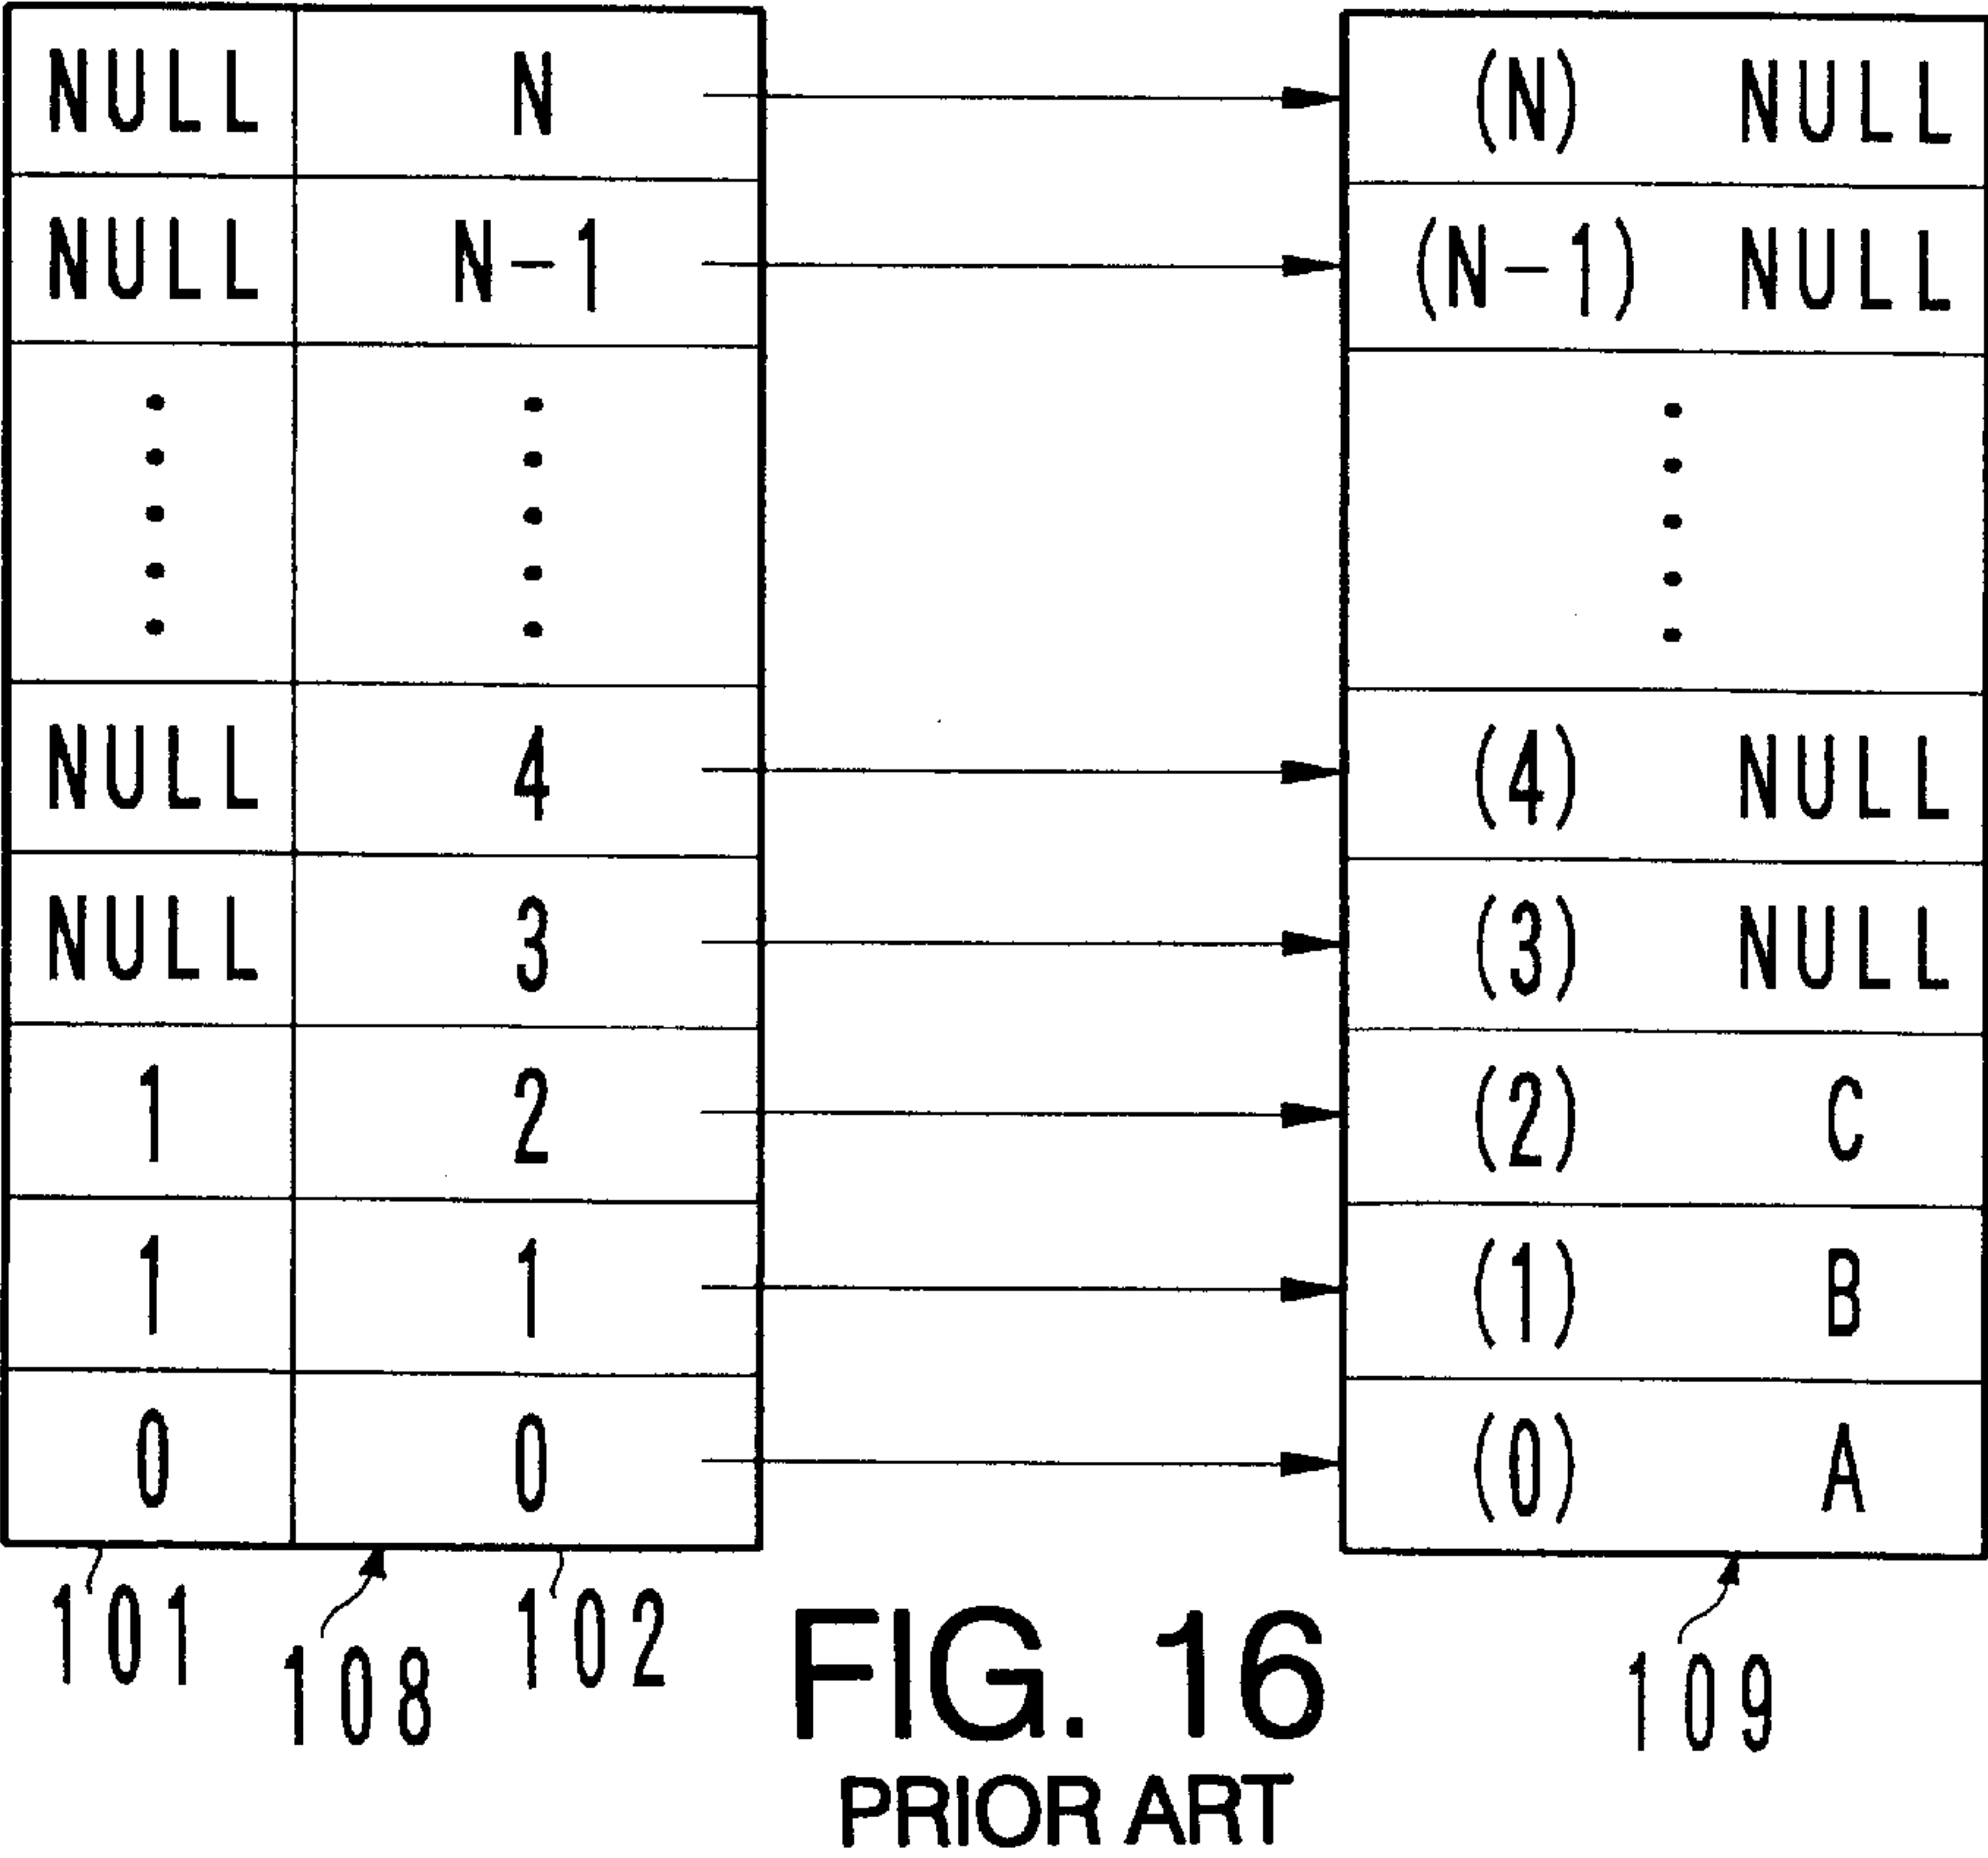 NULL N (N) NULL
NULL N-1 (N-1) NULL
NULL 4 (4) NULL
NULL 3 (3) NULL
1 2 (2) C
1 1 (1) B
0 0 (0) A
101 108 102 109
FIG. 16
PRIOR ART